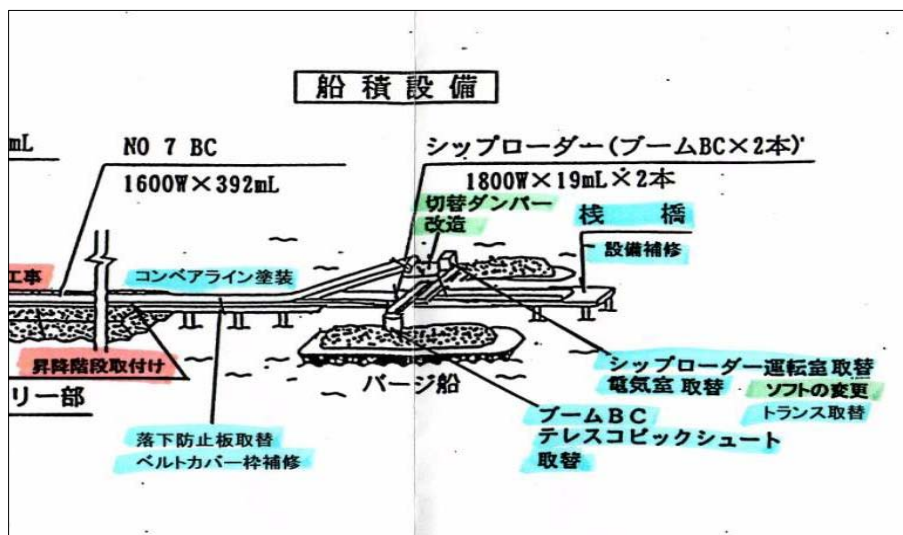 船積設備
mL
NO 7 BC
1600W×392mL
シップローダー(ブームBC×2本)
1800W×19mL×2本
切替ダンパー
改造
桟橋
設備補修
工事
コンベアライン塗装
昇降階段取付け
リー部
バージ船
シップローダー運転室取替
電気室取替
ソフトの変更
トランス取替
落下防止板取替
ベルトカバー枠補修
ブームBC
テレスコピックシュート
取替